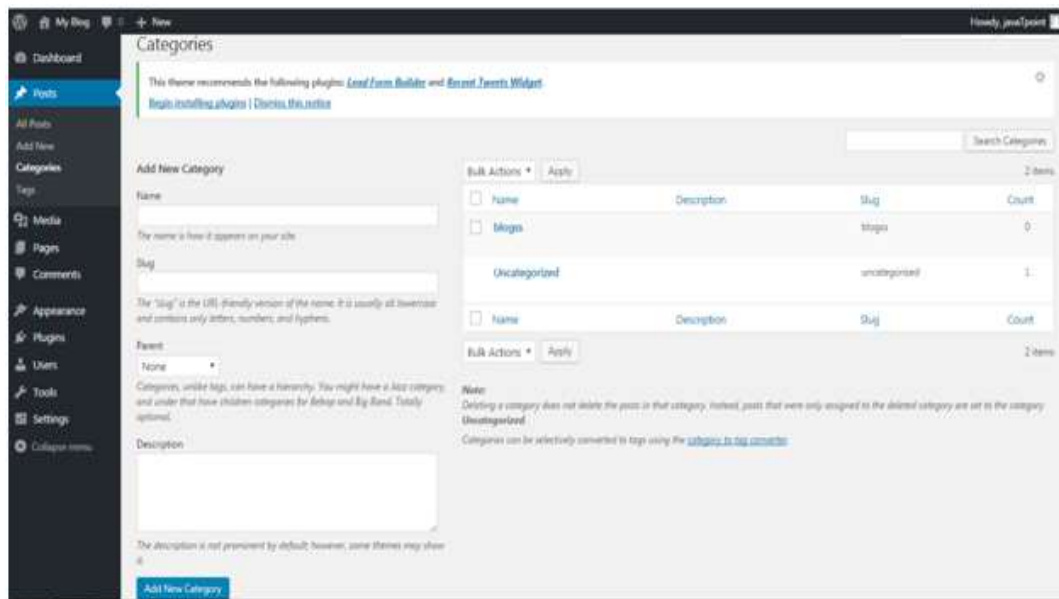 My Blog
+ New
Howdy, javaTpoint
Dashboard
Posts
All Posts
Add New
Categories
Tags
Media
Pages
Comments
Appearance
Plugins
Users
Tools
Settings
Collapse menu
Categories
This theme recommends the following plugins: Lead Form Builder and Recent Tweets Widget.
Begin installing plugins | Dismiss this notice
Search Categories
Add New Category
Name
The name is how it appears on your site.
Slug
The "slug" is the URL-friendly version of the name. It is usually all lowercase
and contains only letters, numbers, and hyphens.
Parent
None
Categories, unlike tags, can have a hierarchy. You might have a Jazz category,
and under that have children categories for Bebop and Big Band. Totally
optional.
Description
The description is not prominent by default; however, some themes may show
it.
Add New Category
Bulk Actions Apply 2 items
Name Description Slug Count
0
Uncategorized uncategorized 1
Name Description Slug Count
Bulk Actions Apply 2 items
Note:
Deleting a category does not delete the posts in that category. Instead, posts that were only assigned to the deleted category are set to the category
Uncategorized.
Categories can be selectively converted to tags using the category to tag converter.